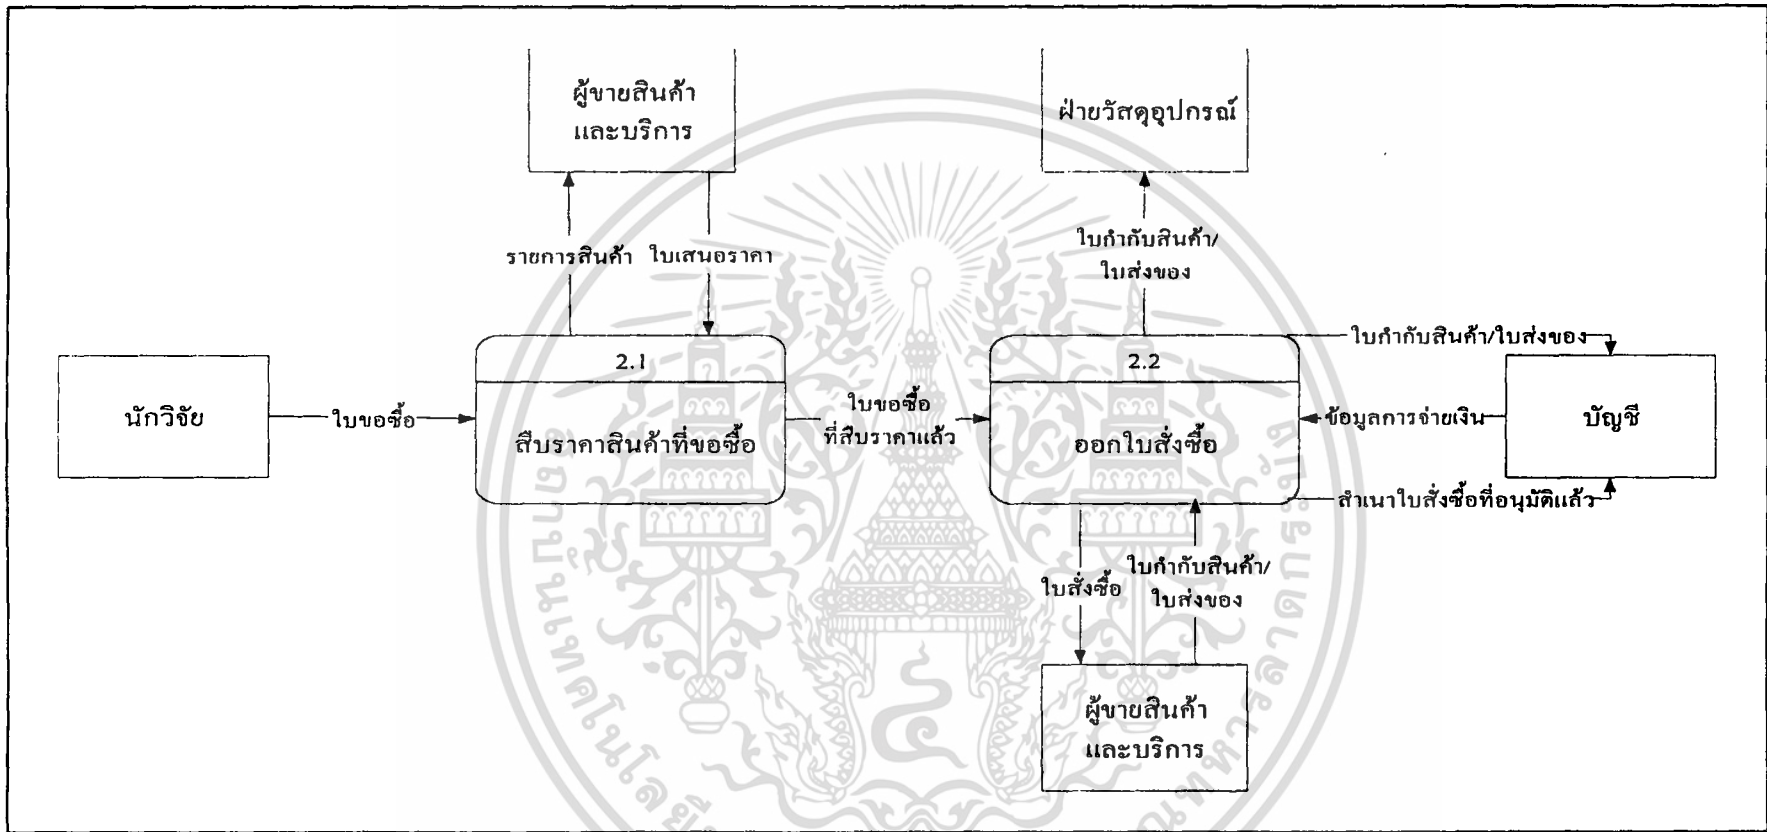 ผู้ขายสินค้า
และบริการ
ฝ่ายวัสดุอุปกรณ์
รายการสินค้า
ใบเสนอราคา
ใบกำกับสินค้า/
ใบส่งของ
นักวิจัย
ใบขอซื้อ
2.1
สืบราคาสินค้าที่ขอซื้อ
ใบขอซื้อ
ที่สืบราคาแล้ว
2.2
ออกใบสั่งซื้อ
ใบกำกับสินค้า/ใบส่งของ
ข้อมูลการจ่ายเงิน
บัญชี
สำเนาใบสั่งซื้อที่อนุมัติแล้ว
ใบสั่งซื้อ
ใบกำกับสินค้า/
ใบส่งของ
ผู้ขายสินค้า
และบริการ